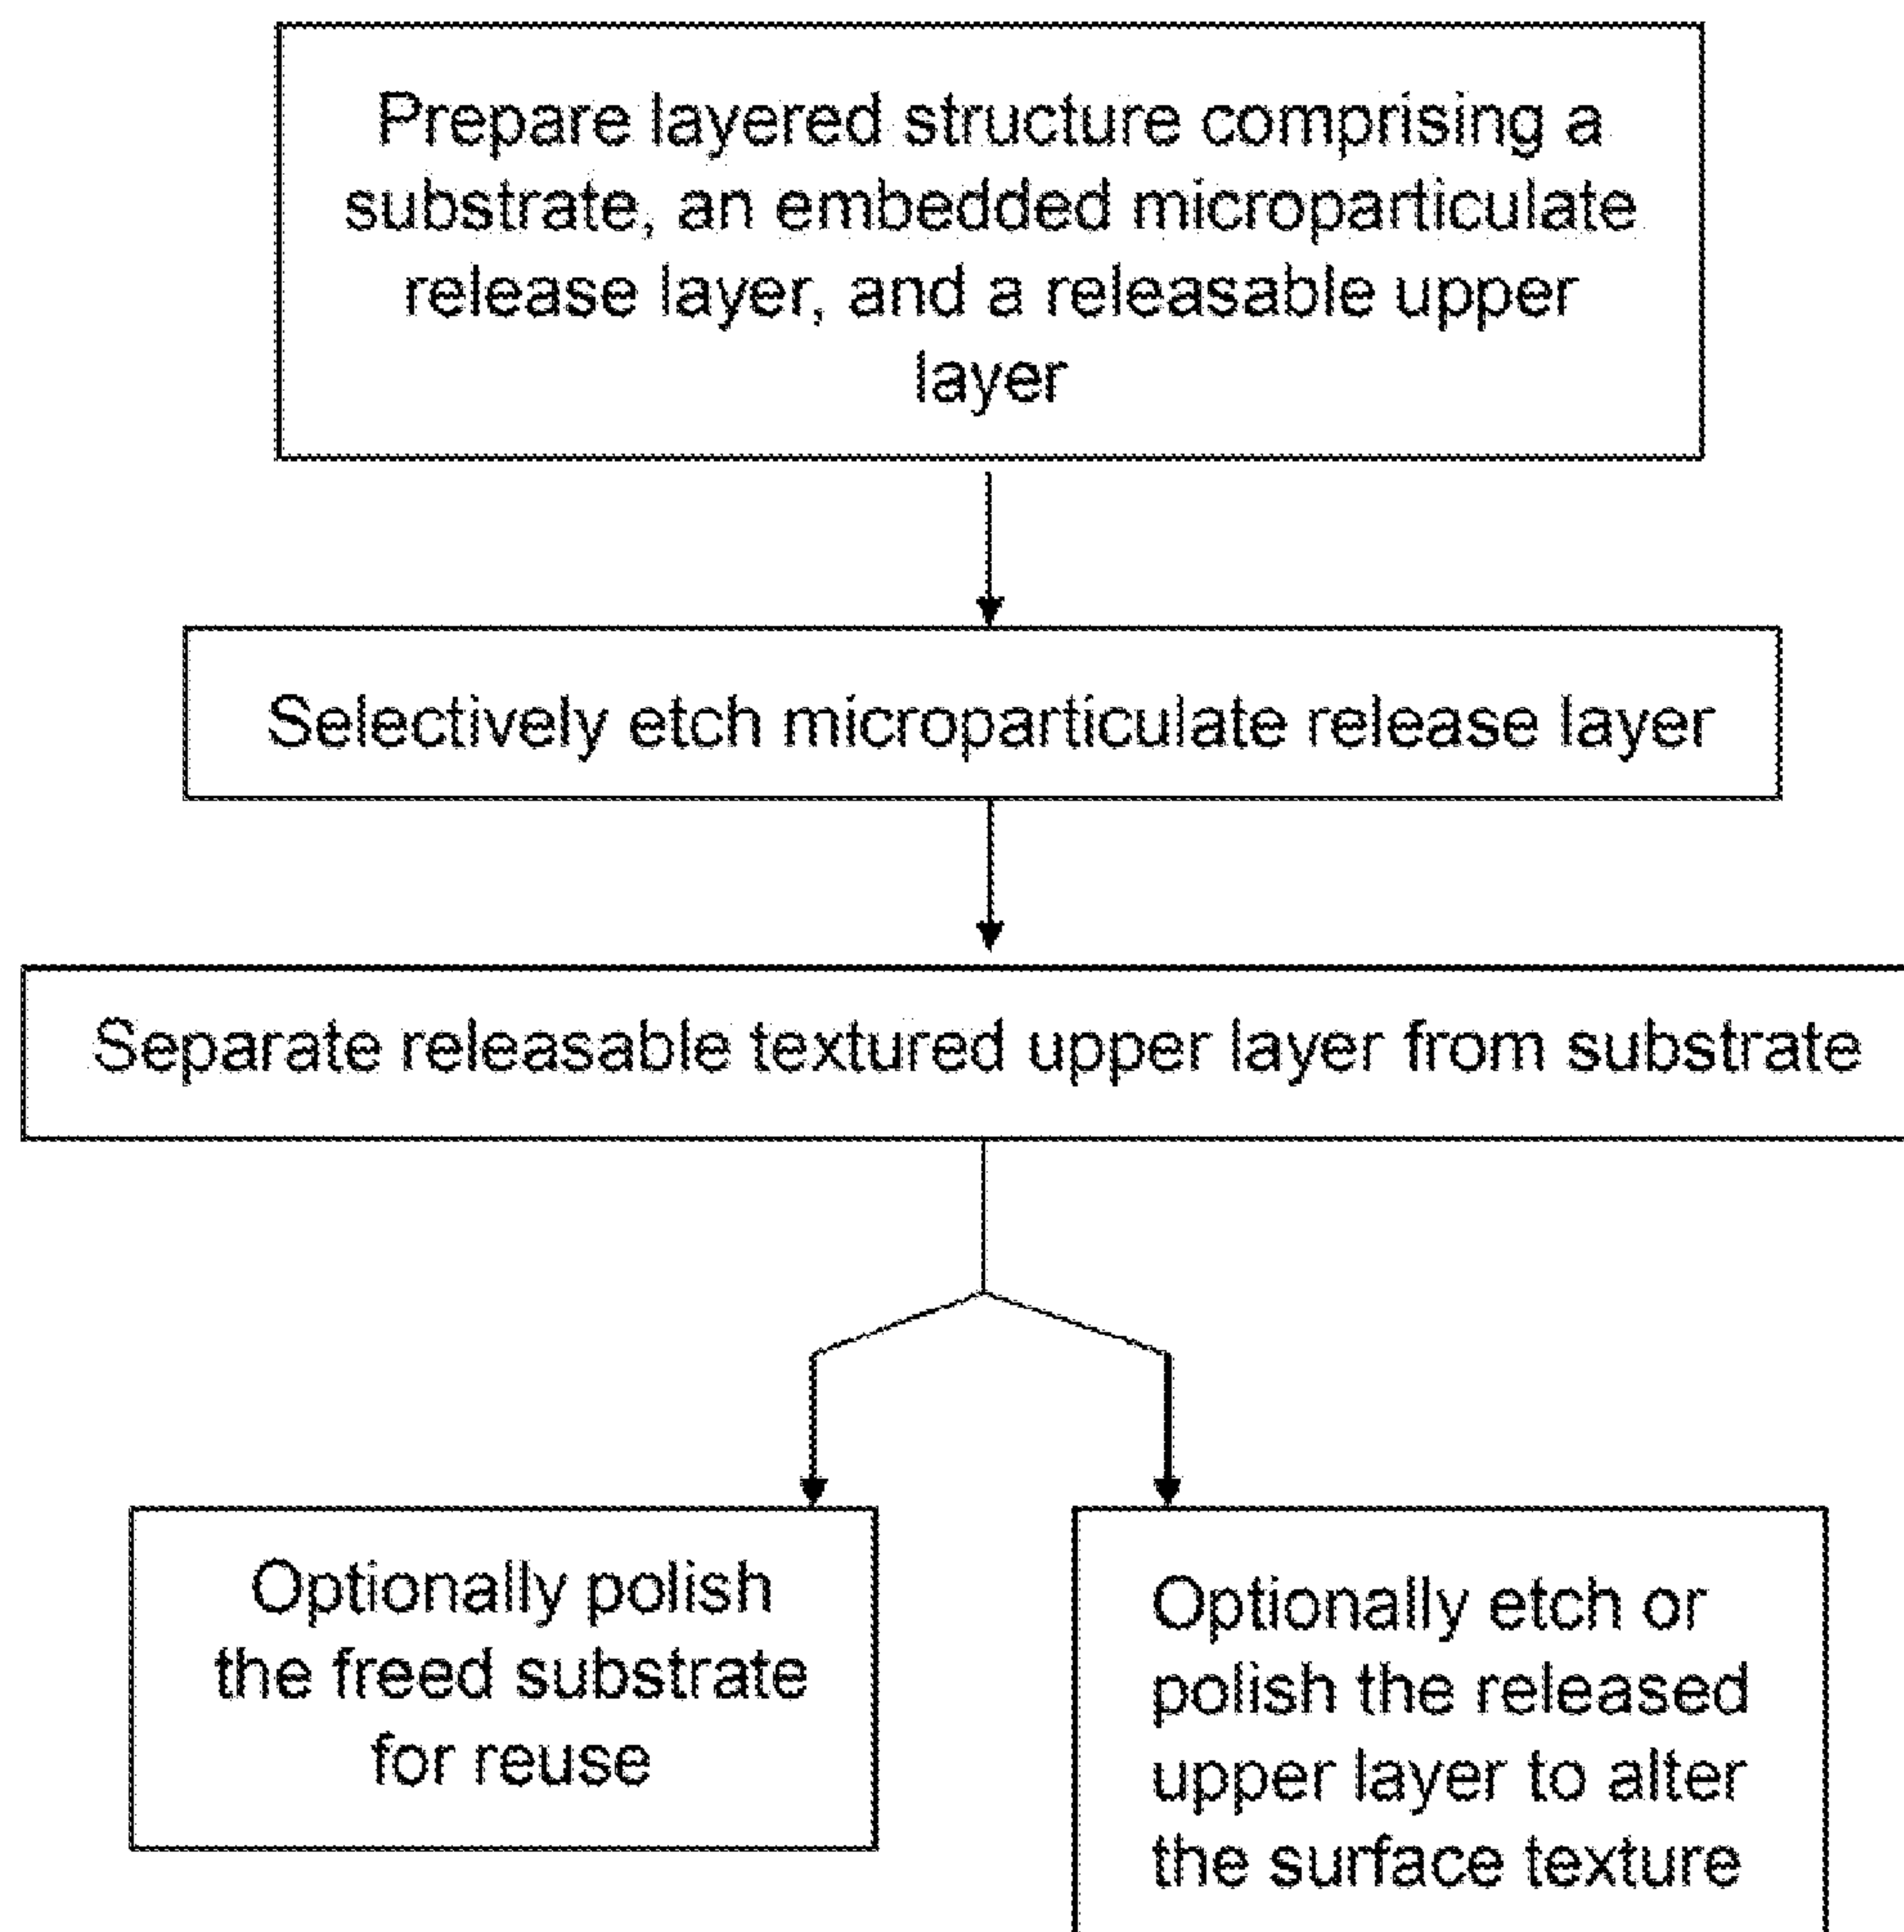 Prepare layered structure comprising a
substrate, an embedded microparticulate
release layer, and a releasable upper
layer
Selectively etch microparticulate release layer
Separate releasable textured upper layer from substrate
Optionally polish
the freed substrate
for reuse
Optionally etch or
polish the released
upper layer to alter
the surface texture